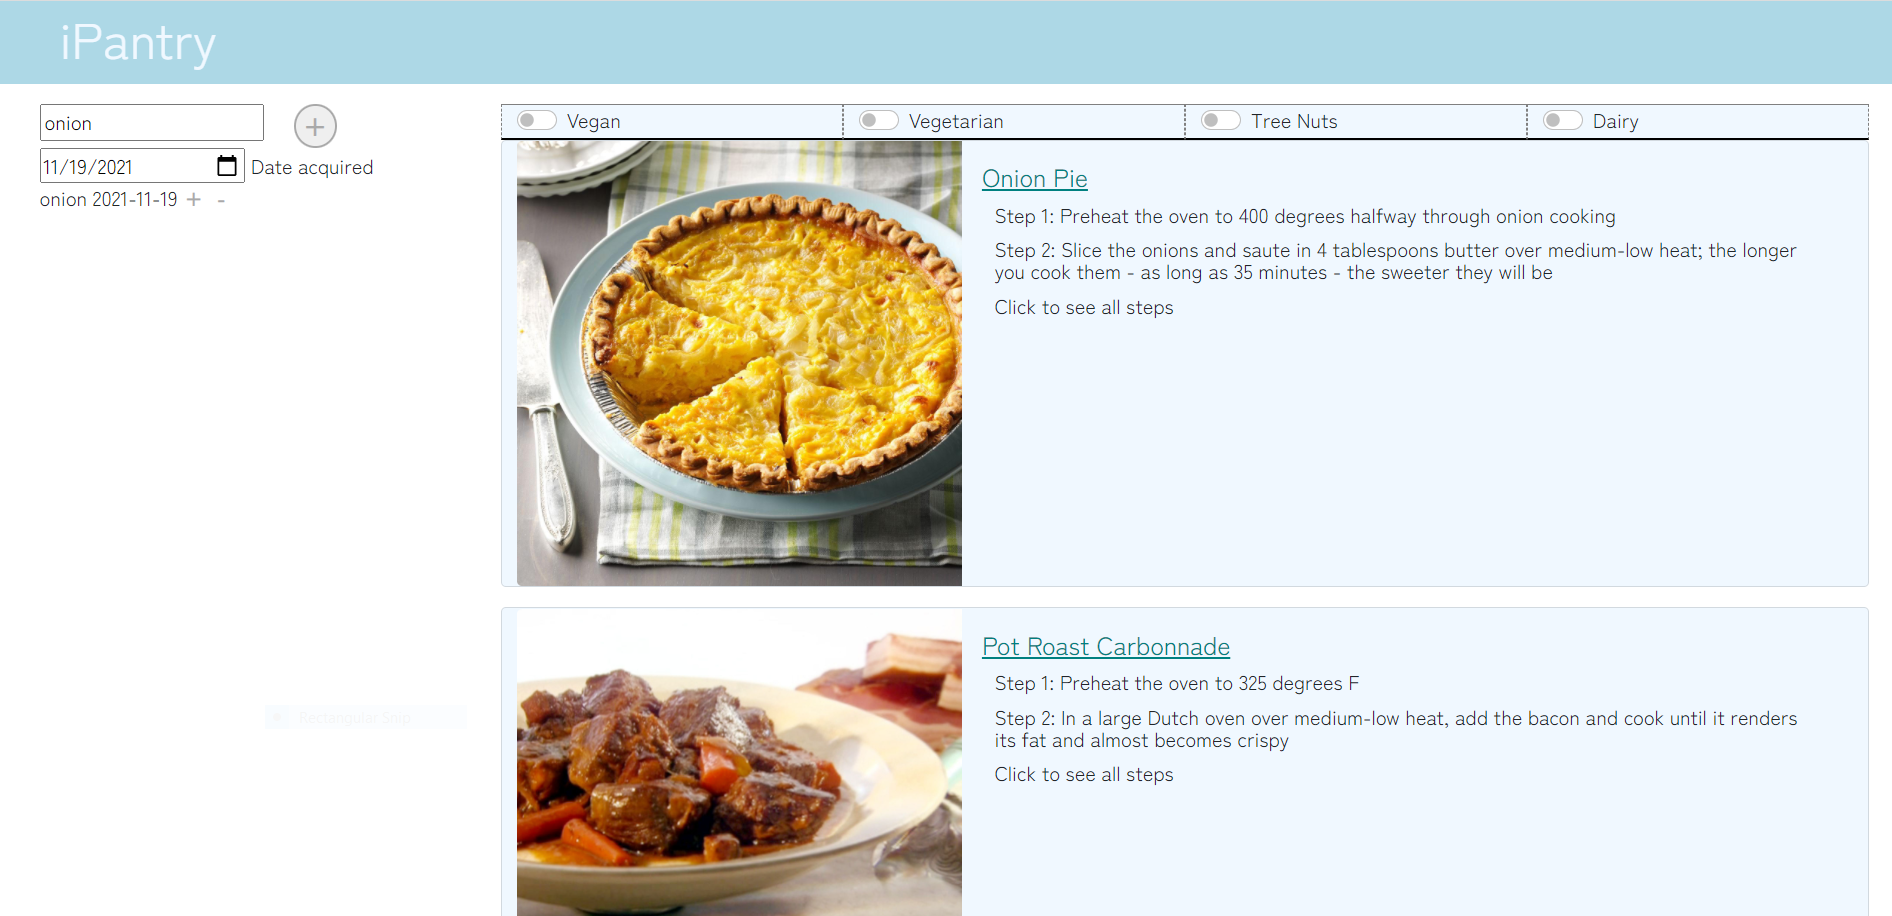 iPantry
onion
+
11/19/2021 Date acquired
onion 2021-11-19 + -
Vegan Vegetarian Tree Nuts Dairy
Onion Pie
Step 1: Preheat the oven to 400 degrees halfway through onion cooking
Step 2: Slice the onions and saute in 4 tablespoons butter over medium-low heat; the longer
you cook them - as long as 35 minutes - the sweeter they will be
Click to see all steps
Pot Roast Carbonnade
Step 1: Preheat the oven to 325 degrees F
Step 2: In a large Dutch oven over medium-low heat, add the bacon and cook until it renders
its fat and almost becomes crispy
Click to see all steps
Rectangular Snip